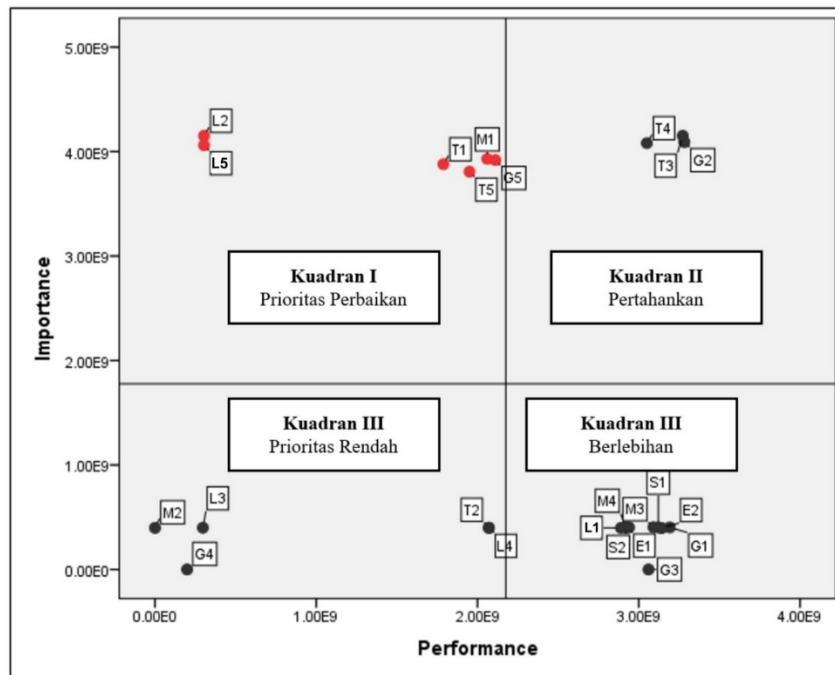 5.00E9
4.00E9
3.00E9
2.00E9
1.00E9
0.00E0
Importance
L2
L5
T1
M1
T5
G5
T4
T3
G2
Kuadran I
Prioritas Perbaikan
Kuadran II
Pertahankan
Kuadran III
Prioritas Rendah
Kuadran III
Berlebihan
M2
L3
G4
T2
L4
S1
M4
M3
E2
L1
S2
E1
G1
G3
0.00E0
1.00E9
2.00E9
3.00E9
4.00E9
Performance